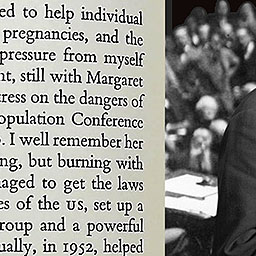 ed to help individual
pregnancies, and the
pressure from myself
nt, still with Margaret
ress on the dangers of
opulation Conference
. I well remember her
ng, but burning with
naged to get the laws
es of the US, set up a
roup and a powerful
ually, in 1952, helped